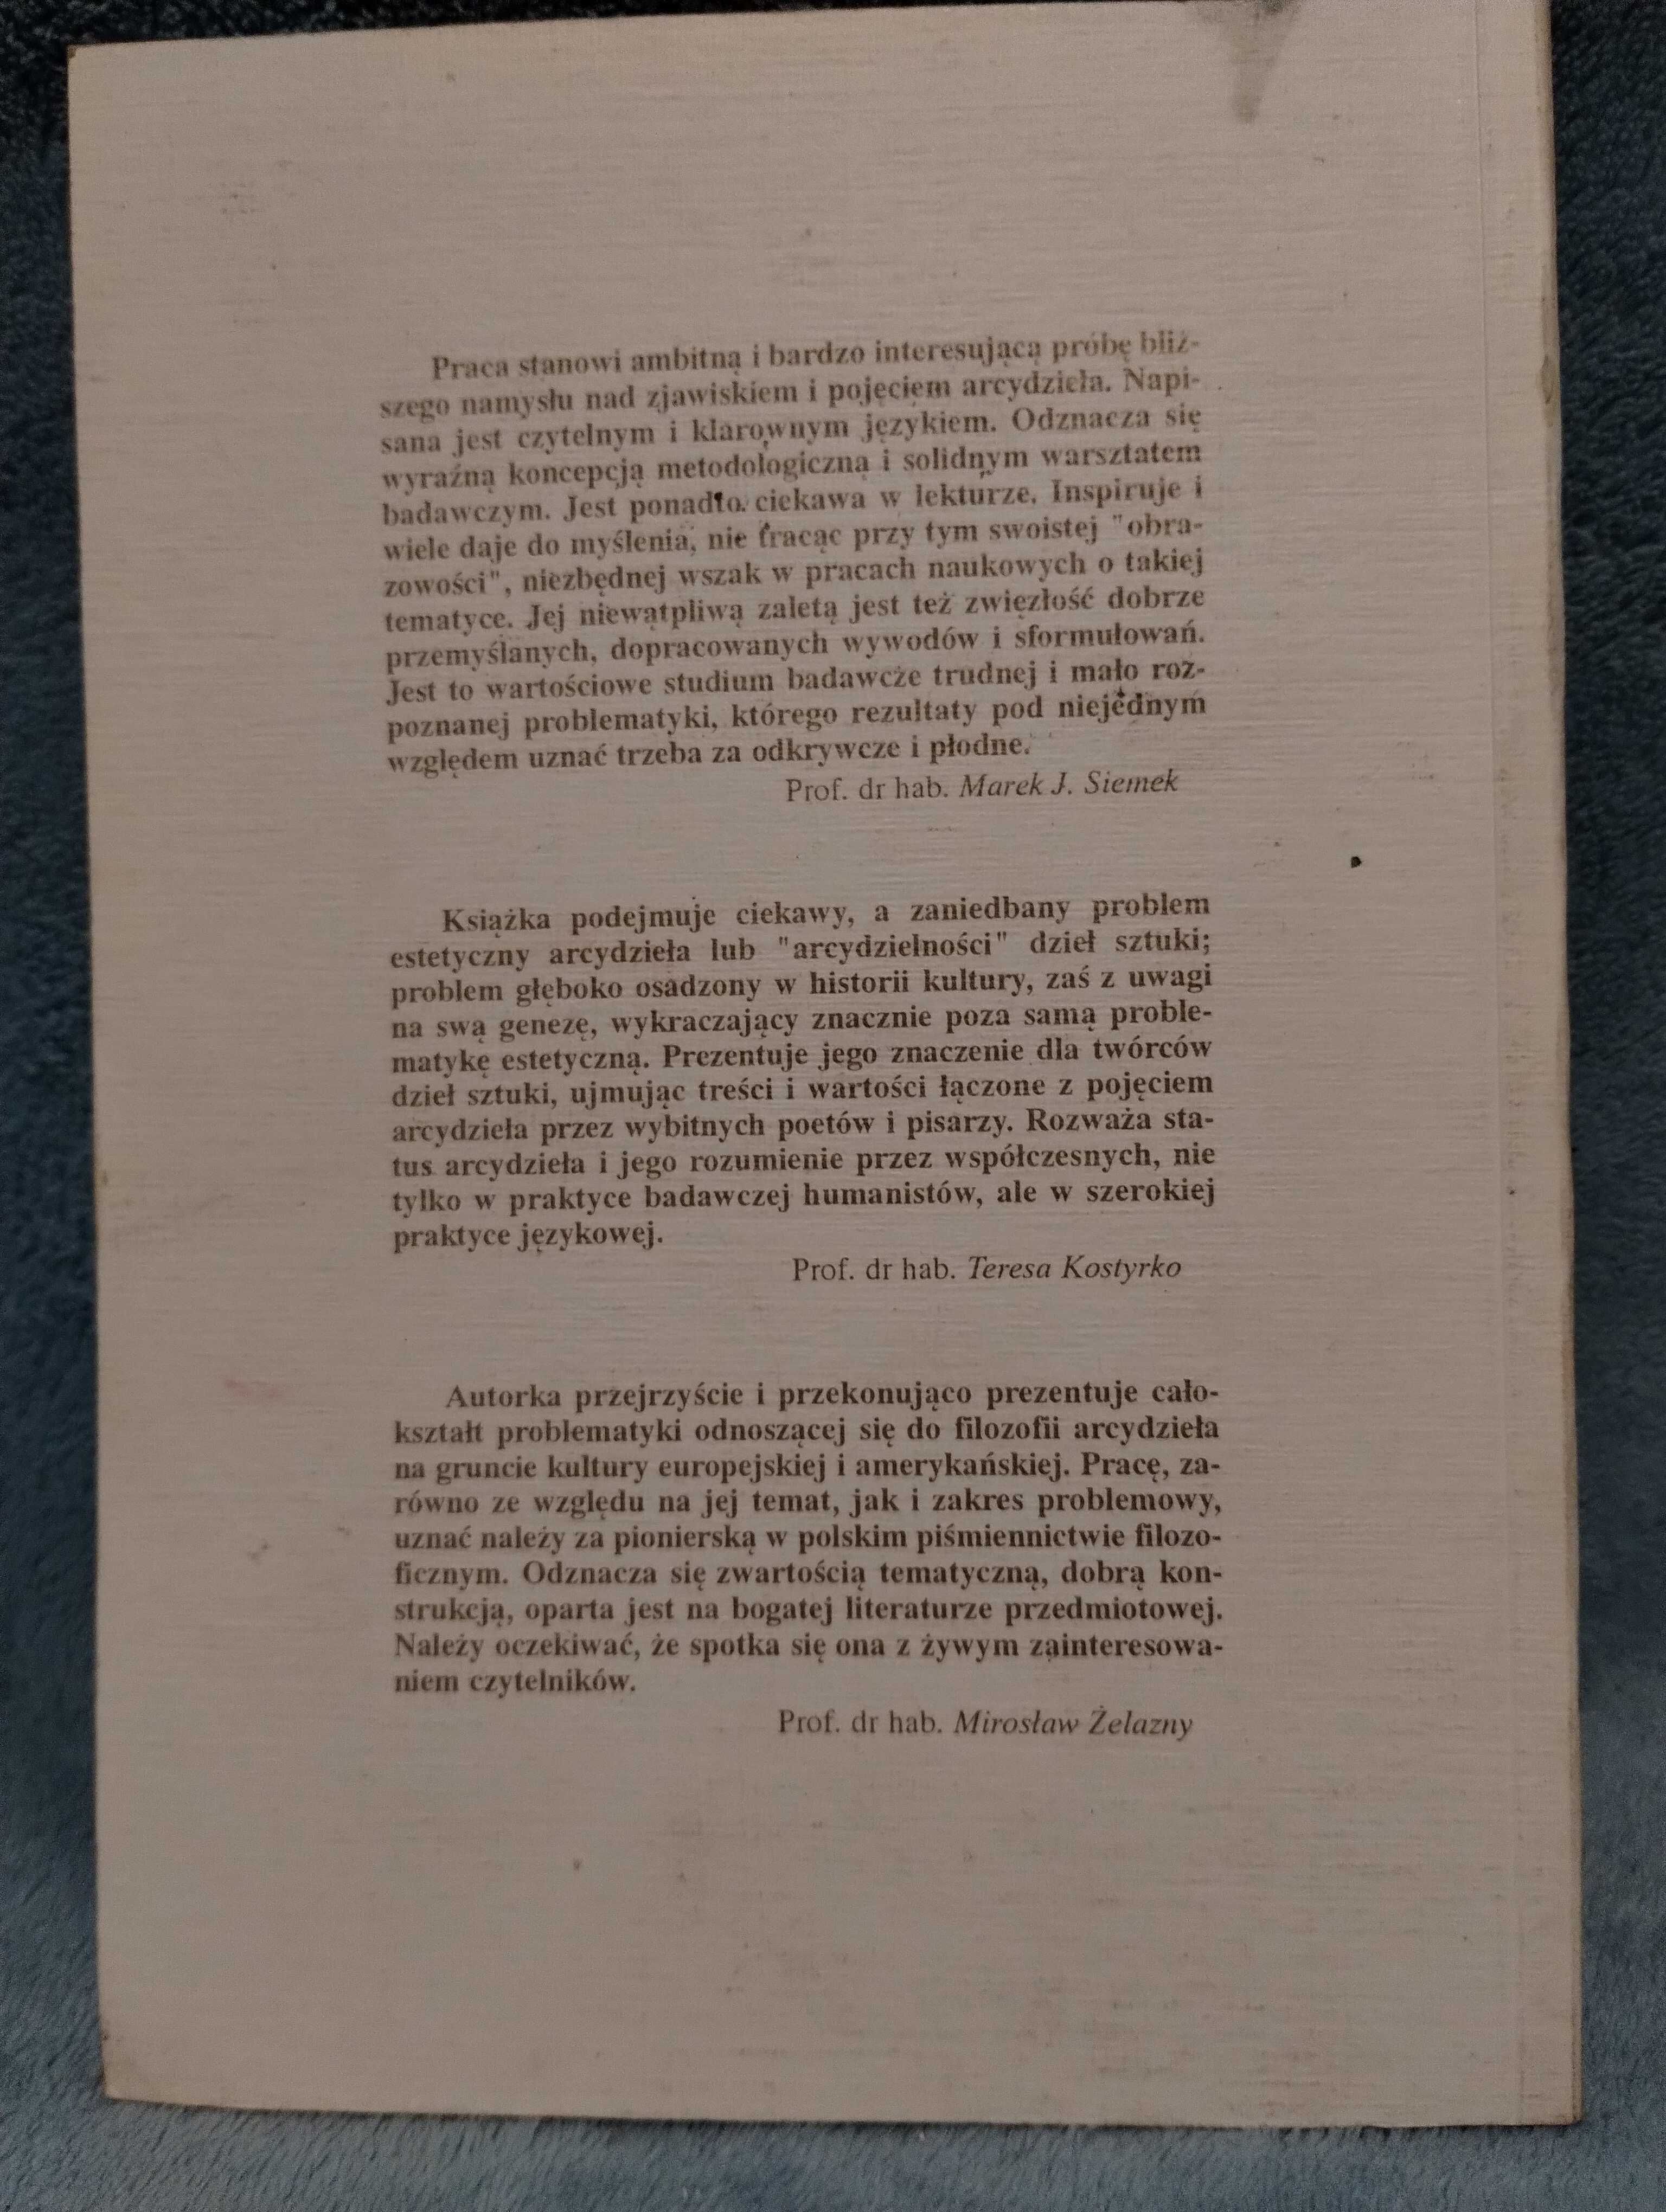 Praca stanowi ambitną i bardzo interesującą próbę bliż-
szego namysłu nad zjawiskiem i pojęciem arcydzieła. Napi-
sana jest czytelnym i klarownym językiem. Odznacza się
wyraźną koncepcją metodologiczną i solidnym warsztatem
badawczym. Jest ponadto ciekawa w lekturze. Inspiruje i
wiele daje do myślenia, nie tracąc przy tym swoistej "obra-
zowości", niezbędnej wszak w pracach naukowych o takiej
tematyce. Jej niewątpliwą zaletą jest też zwięzłość dobrze
przemyślanych, dopracowanych wywodów i sformułowań.
Jest to wartościowe studium badawcze trudnej i mało roz-
poznanej problematyki, którego rezultaty pod niejednym
względem uznać trzeba za odkrywcze i płodne.
Prof. dr hab. Marek J. Siemek
Książka podejmuje ciekawy, a zaniedbany problem
estetyczny arcydzieła lub "arcydzielności" dzieł sztuki;
problem głęboko osadzony w historii kultury, zaś z uwagi
na swą genezę, wykraczający znacznie poza samą proble-
matykę estetyczną. Prezentuje jego znaczenie dla twórców
dzieł sztuki, ujmując treści i wartości łączone z pojęciem
arcydzieła przez wybitnych poetów i pisarzy. Rozważa sta-
tus arcydzieła i jego rozumienie przez współczesnych, nie
tylko w praktyce badawczej humanistów, ale w szerokiej
praktyce językowej.
Prof. dr hab. Teresa Kostyrko
Autorka przejrzyście i przekonująco prezentuje cało-
kształt problematyki odnoszącej się do filozofii arcydzieła
na gruncie kultury europejskiej i amerykańskiej. Pracę, za-
równo ze względu na jej temat, jak i zakres problemowy,
uznać należy za pionierską w polskim piśmiennictwie filozo-
ficznym. Odznacza się zwartością tematyczną, dobrą kon-
strukcją, oparta jest na bogatej literaturze przedmiotowej.
Należy oczekiwać, że spotka się ona z żywym zainteresowa-
niem czytelników.
Prof. dr hab. Mirosław Żelazny